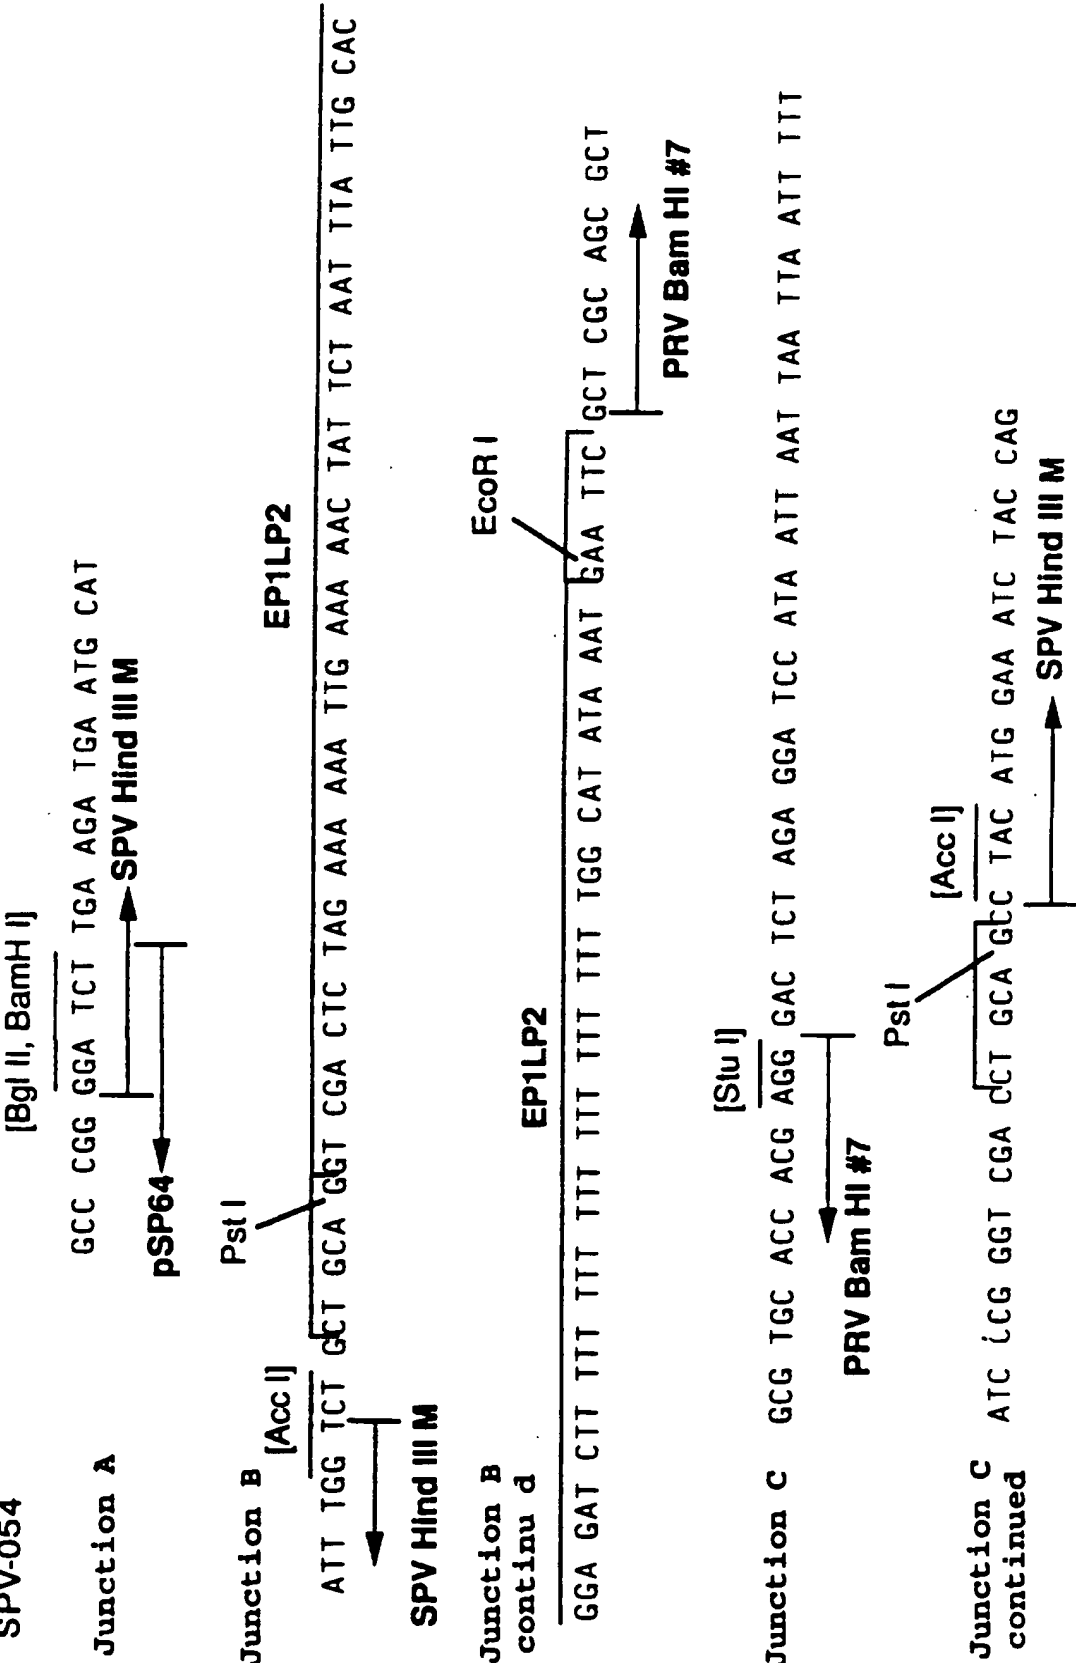 SPV-054
[Bgl II, BamH I]
Junction A
GCC CGG GGA TCT TGA AGA TGA ATG CAT
SPV Hind III M
pSP64
EP1LP2
Pst I
[Acc I]
Junction B
ATT TGG TCT GCT GCA GGT CGA CTC TAG AAA AAA TTG AAA AAC TAT TCT AAT TTA TTG CAC
SPV Hind III M
EcoR I
EP1LP2
Junction B
continu d
GGA GAT CTT TTT TTT TTT TTT TTT TTT TGG CAT ATA AAT GAA TTC GCT CGC AGC GCT
PRV Bam HI #7
[Stu I]
Junction C
GCG TGC ACC ACG AGG GAC TCT AGA GGA TCC ATA ATT AAT TAA TTA ATT TTT
PRV Bam HI #7
Pst I
[Acc I]
Junction C
continued
ATC CCG GGT CGA CCT GCA GCC TAC ATG GAA ATC TAC CAG
SPV Hind III M